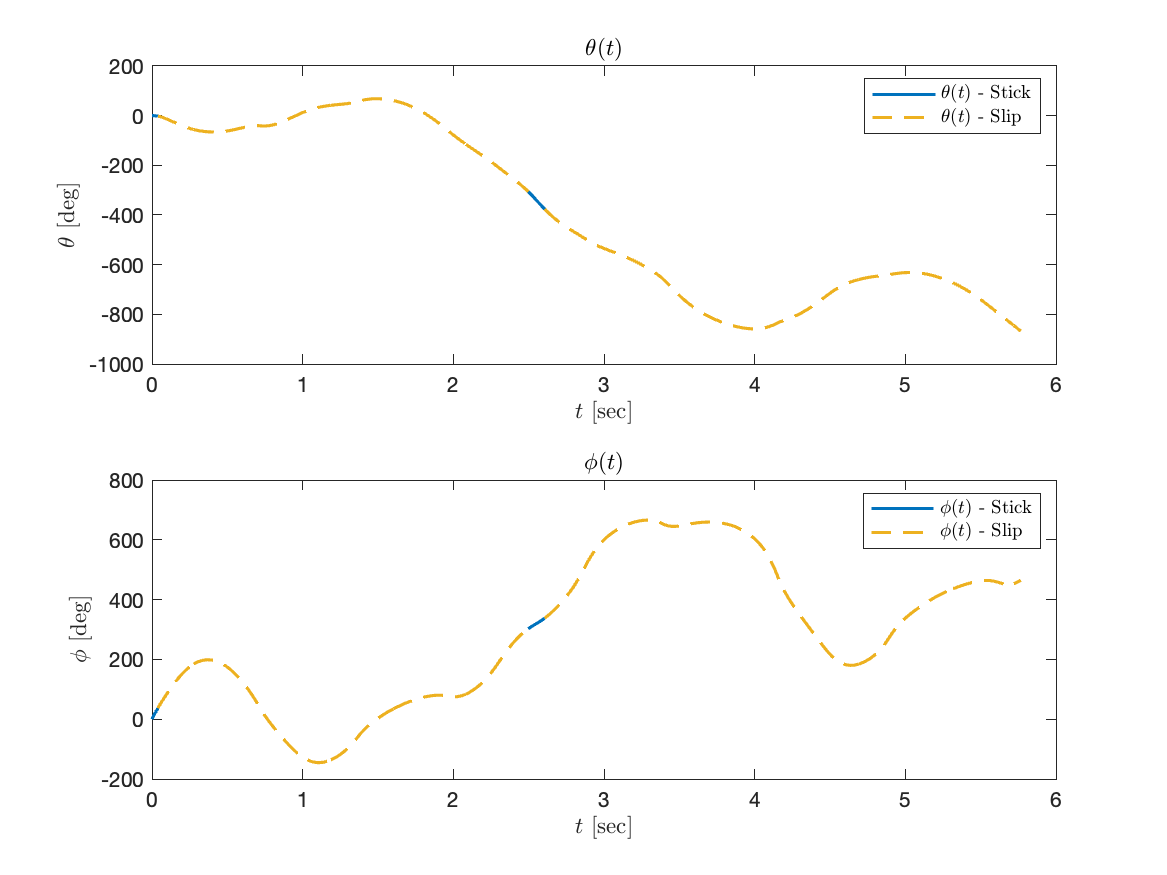 θ(t)
200
0
-200
-400
-600
-800
-1000
θ [deg]
θ(t) - Stick
θ(t) - Slip
0 1 2 3 4 5 6
t [sec]
ϕ(t)
800
600
400
200
0
-200
ϕ [deg]
ϕ(t) - Stick
ϕ(t) - Slip
0 1 2 3 4 5 6
t [sec]